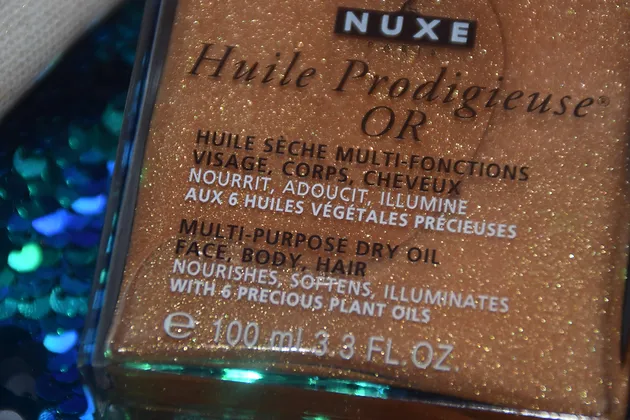 NUXE
Huile Prodigieuse®
OR
HUILE SÈCHE MULTI-FONCTIONS
VISAGE, CORPS, CHEVEUX
NOURRIT, ADOUCIT, ILLUMINE
AUX 6 HUILES VÉGÉTALES PRÉCIEUSES
MULTI-PURPOSE DRY OIL
FACE, BODY, HAIR
NOURISHES, SOFTENS, ILLUMINATES
WITH 6 PRECIOUS PLANT OILS
℮ 100 ml 3.3 FL. OZ.